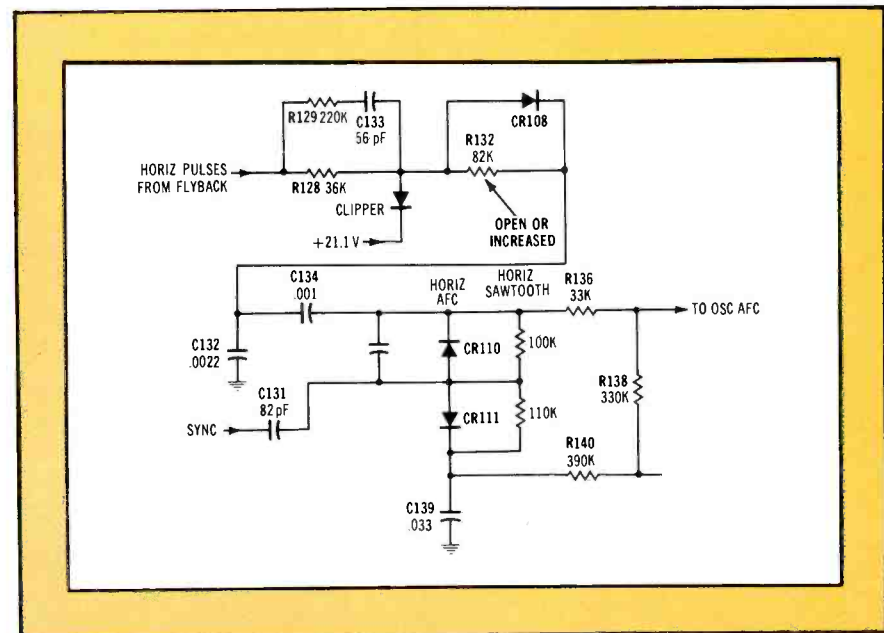 R129 220K
C133
56 pF
CR108
R132
82K
HORIZ PULSES
FROM FLYBACK
R128 36K
CLIPPER
OPEN OR
INCREASED
+21.1 V
C134
.001
HORIZ
AFC
HORIZ
SAWTOOTH
R136
33K
TO OSC AFC
C132
.0022
CR110
100K
C131
82 pF
SYNC
CR111
110K
R138
330K
R140
390K
C139
.033